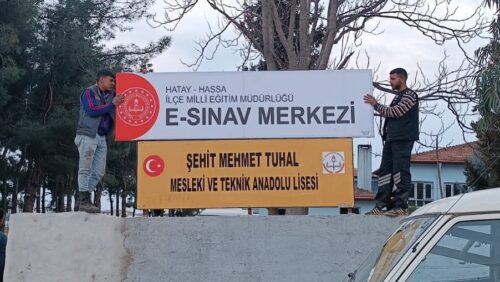 HATAY - HASSA
İLÇE MİLLİ EĞİTİM MÜDÜRLÜĞÜ
E-SINAV MERKEZİ
ŞEHİT MEHMET TUHAL
MESLEKİ VE TEKNİK ANADOLU LİSESİ